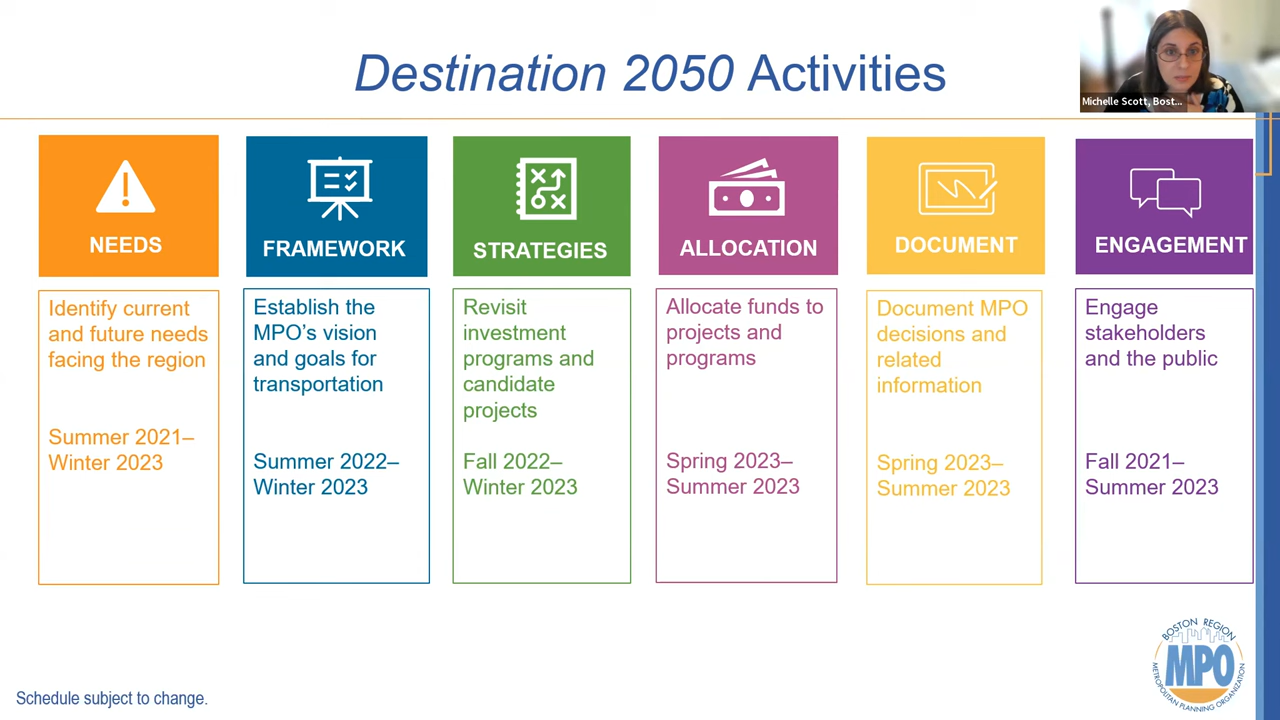 Destination 2050 Activities
Michelle Scott, Bost...
NEEDS
Identify current
and future needs
facing the region
Summer 2021–
Winter 2023
FRAMEWORK
Establish the
MPO’s vision
and goals for
transportation
Summer 2022–
Winter 2023
STRATEGIES
Revisit
investment
programs and
candidate
projects
Fall 2022–
Winter 2023
ALLOCATION
Allocate funds to
projects and
programs
Spring 2023–
Summer 2023
DOCUMENT
Document MPO
decisions and
related
information
Spring 2023–
Summer 2023
ENGAGEMENT
Engage
stakeholders
and the public
Fall 2021–
Summer 2023
Schedule subject to change.
BOSTON REGION
MPO
METROPOLITAN PLANNING ORGANIZATION